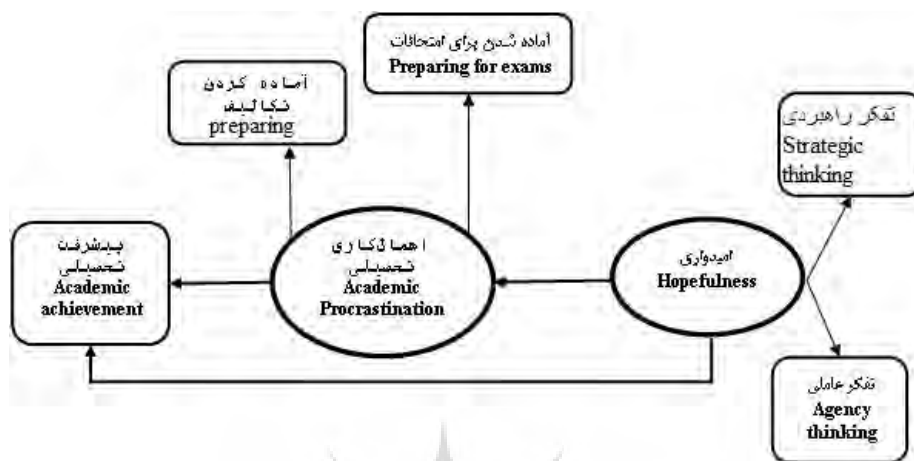 آماده شدن برای امتحانات
Preparing for exams
آماده کردن
تکالیف
preparing
تفکر راهبردی
Strategic
thinking
پیشرفت
تحصیلی
Academic
achievement
اهمالکاری
تحصیلی
Academic
Procrastination
امیدواری
Hopefulness
تفکر عاملی
Agency
thinking